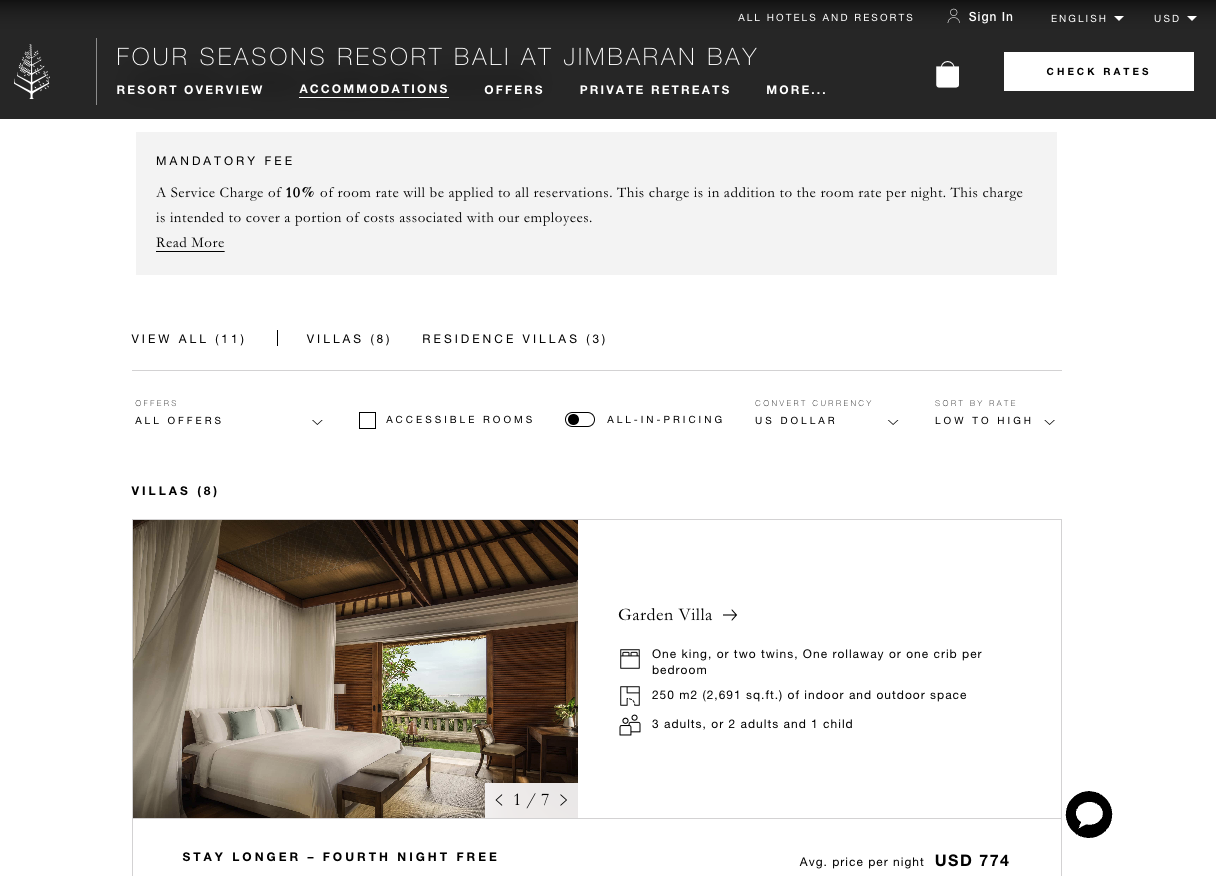 ALL HOTELS AND RESORTS
Sign In
ENGLISH
USD
FOUR SEASONS RESORT BALI AT JIMBARAN BAY
RESORT OVERVIEW
ACCOMMODATIONS
OFFERS
PRIVATE RETREATS
MORE...
CHECK RATES
MANDATORY FEE
A Service Charge of 10% of room rate will be applied to all reservations. This charge is in addition to the room rate per night. This charge
is intended to cover a portion of costs associated with our employees.
Read More
VIEW ALL (11)
VILLAS (8)
RESIDENCE VILLAS (3)
OFFERS
ALL OFFERS
ACCESSIBLE ROOMS
ALL-IN-PRICING
CONVERT CURRENCY
US DOLLAR
SORT BY RATE
LOW TO HIGH
VILLAS (8)
Garden Villa
One king, or two twins, One rollaway or one crib per
bedroom
250 m2 (2,691 sq.ft.) of indoor and outdoor space
3 adults, or 2 adults and 1 child
1 / 7
STAY LONGER – FOURTH NIGHT FREE
Avg. price per night USD 774